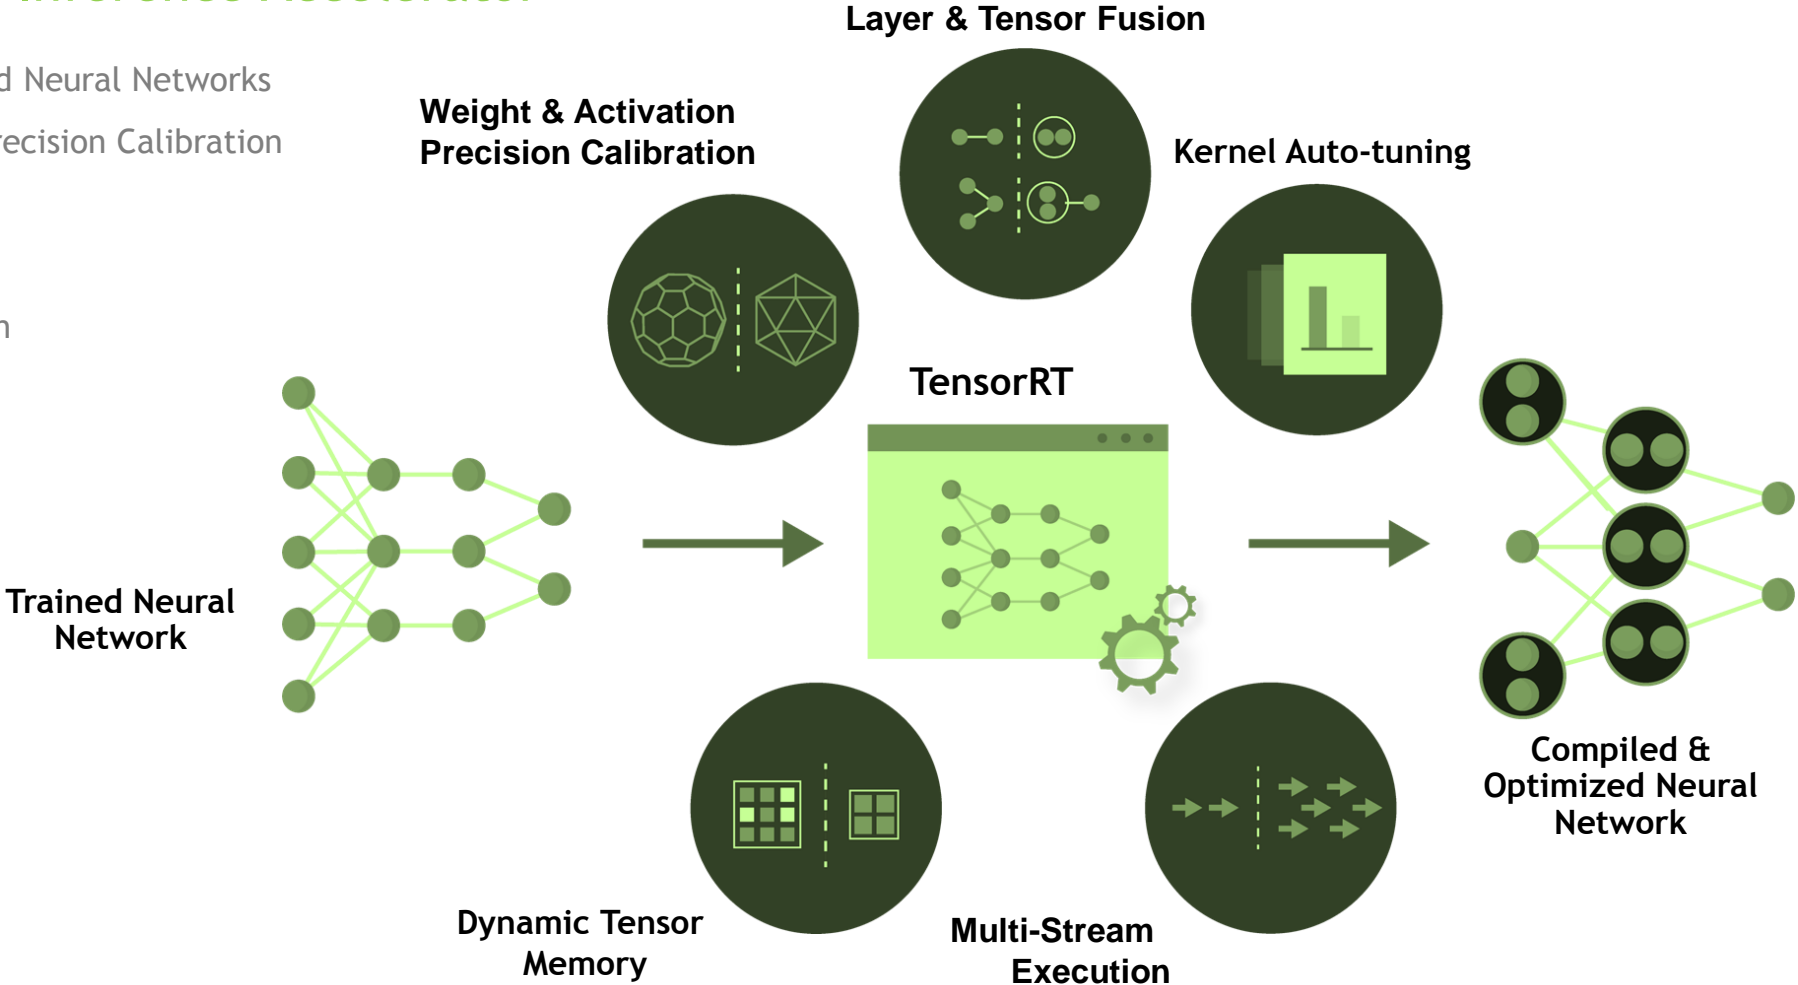 Neural Networks
Precision Calibration
Layer & Tensor Fusion
Weight & Activation
Precision Calibration
Kernel Auto-tuning
TensorRT
Trained Neural
Network
Compiled &
Optimized Neural
Network
Dynamic Tensor
Memory
Multi-Stream
Execution